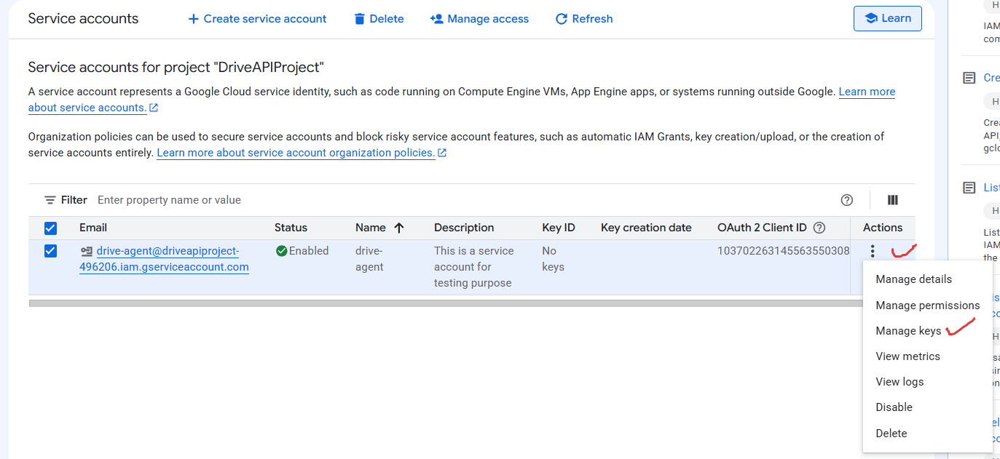 Service accounts
Create service account
Delete
Manage access
Refresh
Learn
Service accounts for project "DriveAPIProject"
A service account represents a Google Cloud service identity, such as code running on Compute Engine VMs, App Engine apps, or systems running outside Google. Learn more
about service accounts.
Organization policies can be used to secure service accounts and block risky service account features, such as automatic IAM Grants, key creation/upload, or the creation of
service accounts entirely. Learn more about service account organization policies.
Filter Enter property name or value
Email Status Name Description Key ID Key creation date OAuth 2 Client ID Actions
drive-agent@driveapiproject- Enabled drive- This is a service No 103702263145563550308
496206.iam.gserviceaccount.com agent account for keys
testing purpose
Manage details
Manage permissions
Manage keys
View metrics
View logs
Disable
Delete
IAM
API,
List
IAM
the